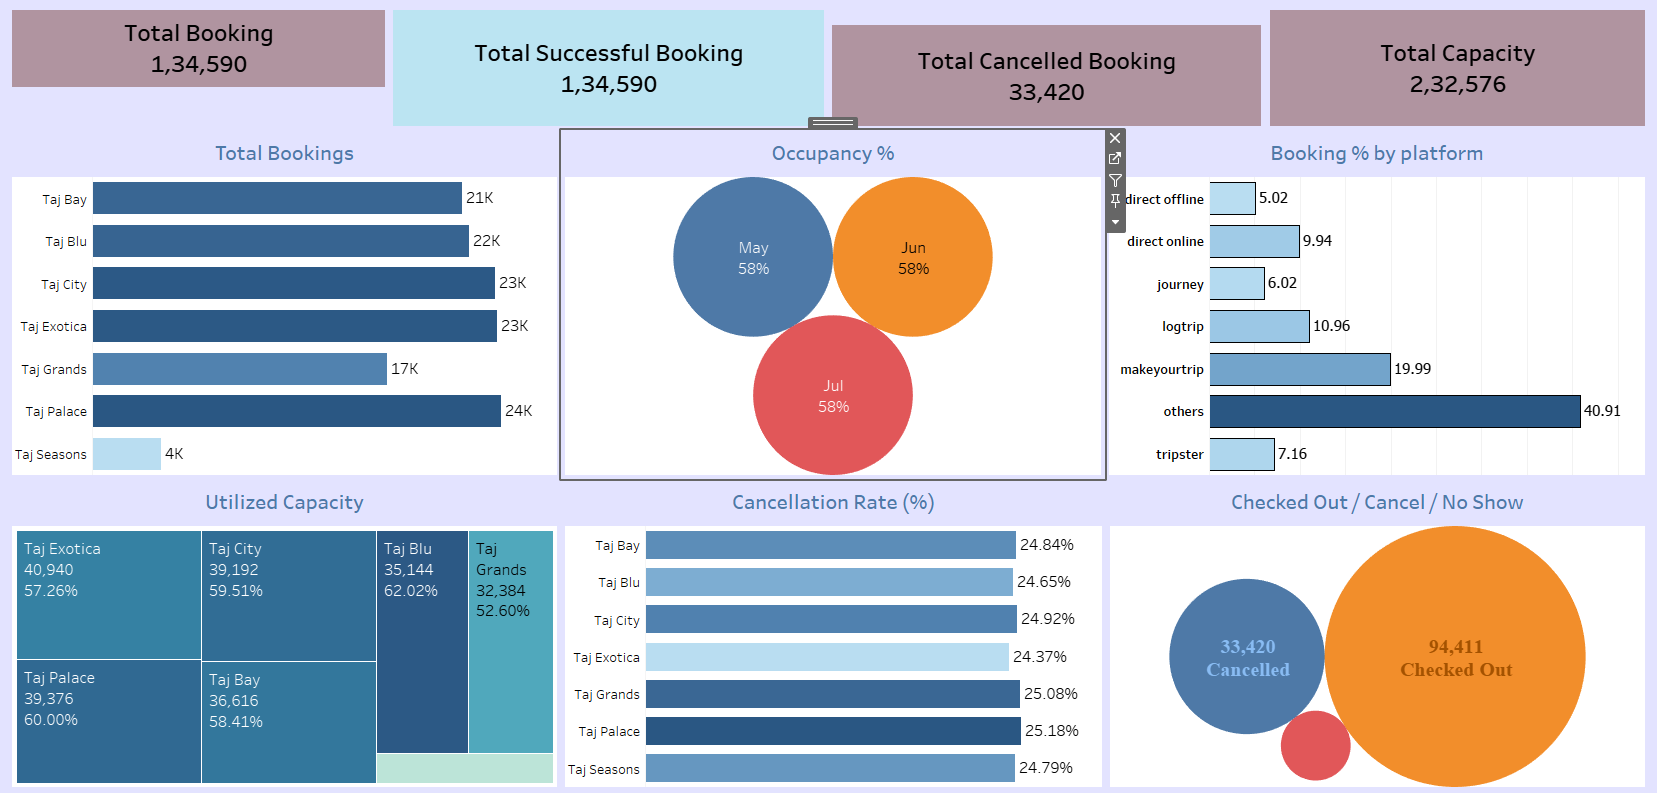 Total Booking
1,34,590
Total Successful Booking
1,34,590
Total Cancelled Booking
33,420
Total Capacity
2,32,576
Total Bookings
Taj Bay 21K
Taj Blu 22K
Taj City 23K
Taj Exotica 23K
Taj Grands 17K
Taj Palace 24K
Taj Seasons 4K
Occupancy %
May
58%
Jun
58%
Jul
58%
Booking % by platform
direct offline 5.02
direct online 9.94
journey 6.02
logtrip 10.96
makeyourtrip 19.99
others 40.91
tripster 7.16
Utilized Capacity
Taj Exotica
40,940
57.26%
Taj City
39,192
59.51%
Taj Blu
35,144
62.02%
Taj
Grands
32,384
52.60%
Taj Palace
39,376
60.00%
Taj Bay
36,616
58.41%
Cancellation Rate (%)
Taj Bay 24.84%
Taj Blu 24.65%
Taj City 24.92%
Taj Exotica 24.37%
Taj Grands 25.08%
Taj Palace 25.18%
Taj Seasons 24.79%
Checked Out / Cancel / No Show
33,420
Cancelled
94,411
Checked Out